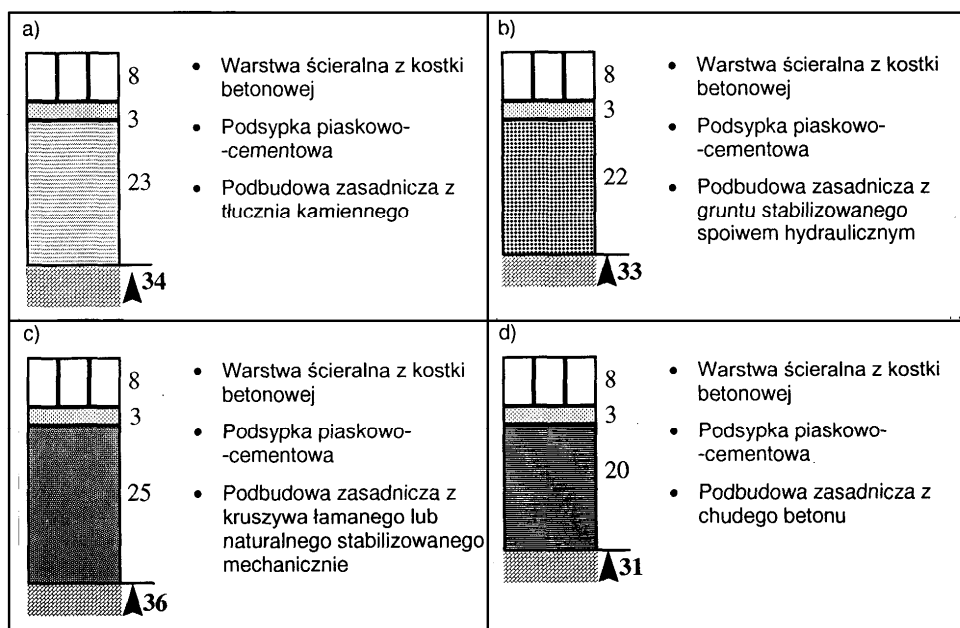 a)
8
3
23
34
• Warstwa ścieralna z kostki
betonowej
• Podsypka piaskowo-
-cementowa
• Podbudowa zasadnicza z
tłucznia kamiennego
b)
8
3
22
33
• Warstwa ścieralna z kostki
betonowej
• Podsypka piaskowo-
-cementowa
• Podbudowa zasadnicza z
gruntu stabilizowanego
spoiwem hydraulicznym
c)
8
3
25
36
• Warstwa ścieralna z kostki
betonowej
• Podsypka piaskowo-
-cementowa
• Podbudowa zasadnicza z
kruszywa łamanego lub
naturalnego stabilizowanego
mechanicznie
d)
8
3
20
31
• Warstwa ścieralna z kostki
betonowej
• Podsypka piaskowo-
-cementowa
• Podbudowa zasadnicza z
chudego betonu